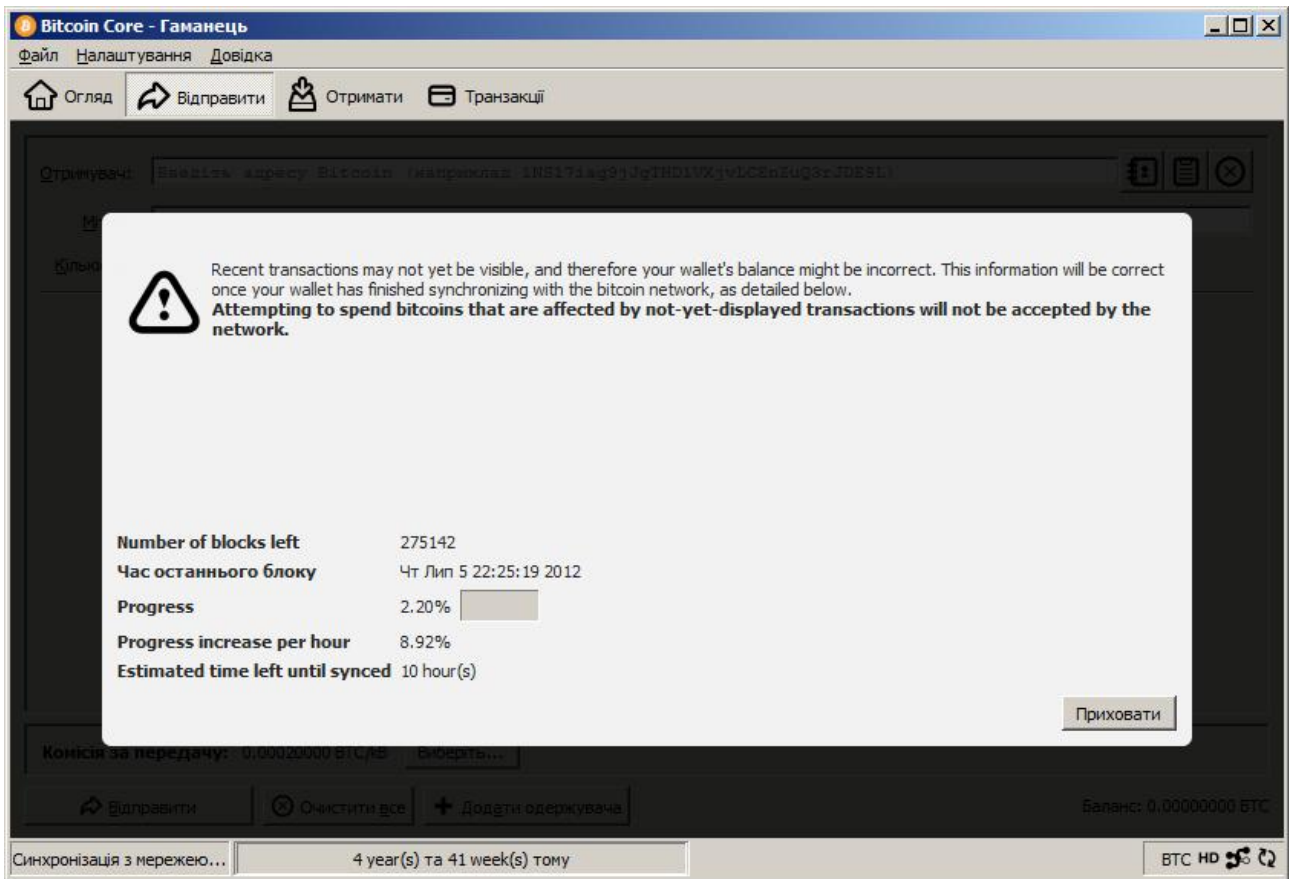 Bitcoin Core - Гаманець
Файл Налаштування Довідка
Огляд Відправити Отримати Транзакції
Отримувач:
Recent transactions may not yet be visible, and therefore your wallet's balance might be incorrect. This information will be correct
once your wallet has finished synchronizing with the bitcoin network, as detailed below.
Attempting to spend bitcoins that are affected by not-yet-displayed transactions will not be accepted by the
network.
Number of blocks left 275142
Час останнього блоку Чт Лип 5 22:25:19 2012
Progress 2.20%
Progress increase per hour 8.92%
Estimated time left until synced 10 hour(s)
Приховати
Комісія за передачу: 0.00020000 BTC/kB Виберіть...
Відправити Очистити все Додати одержувача Баланс: 0.00000000 BTC
Синхронізація з мережею... 4 year(s) та 41 week(s) тому BTC HD